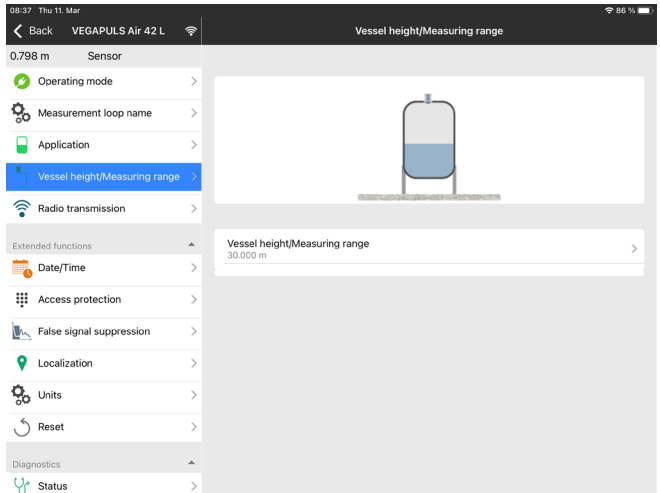 08:37 Thu 11. Mar
86 %
Back VEGAPULS Air 42 L
Vessel height/Measuring range
0.798 m Sensor
Operating mode
Measurement loop name
Application
Vessel height/Measuring range
Radio transmission
Extended functions
Date/Time
Access protection
False signal suppression
Localization
Units
Reset
Diagnostics
Status
Vessel height/Measuring range
30.000 m